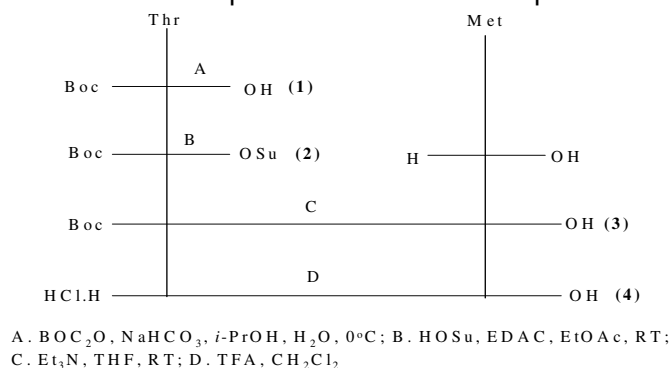 Thr Met
A
Boc OH (1)
B
Boc OSu (2) H OH
C
Boc OH (3)
D
HCl.H OH (4)
A. BOC₂O, NaHCO₃, i-PrOH, H₂O, 0°C; B. HOSu, EDAC, EtOAc, RT;
C. Et₃N, THF, RT; D. TFA, CH₂Cl₂